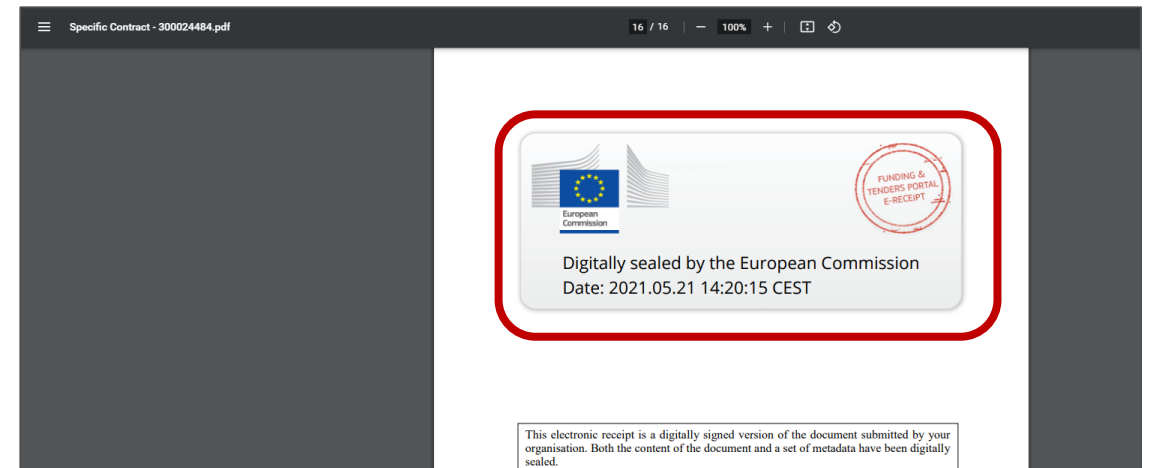 Specific Contract - 300024484.pdf
16 / 16
100%
European
Commission
FUNDING &
TENDERS PORTAL
E-RECEIPT
Digitally sealed by the European Commission
Date: 2021.05.21 14:20:15 CEST
This electronic receipt is a digitally signed version of the document submitted by your
organisation. Both the content of the document and a set of metadata have been digitally
sealed.